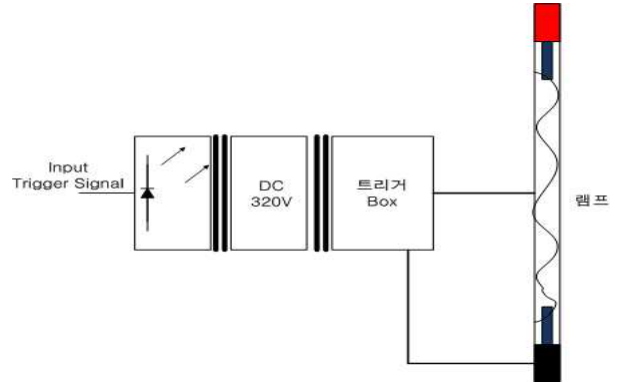 Input
Trigger Signal
DC
320V
트리거
Box
램프